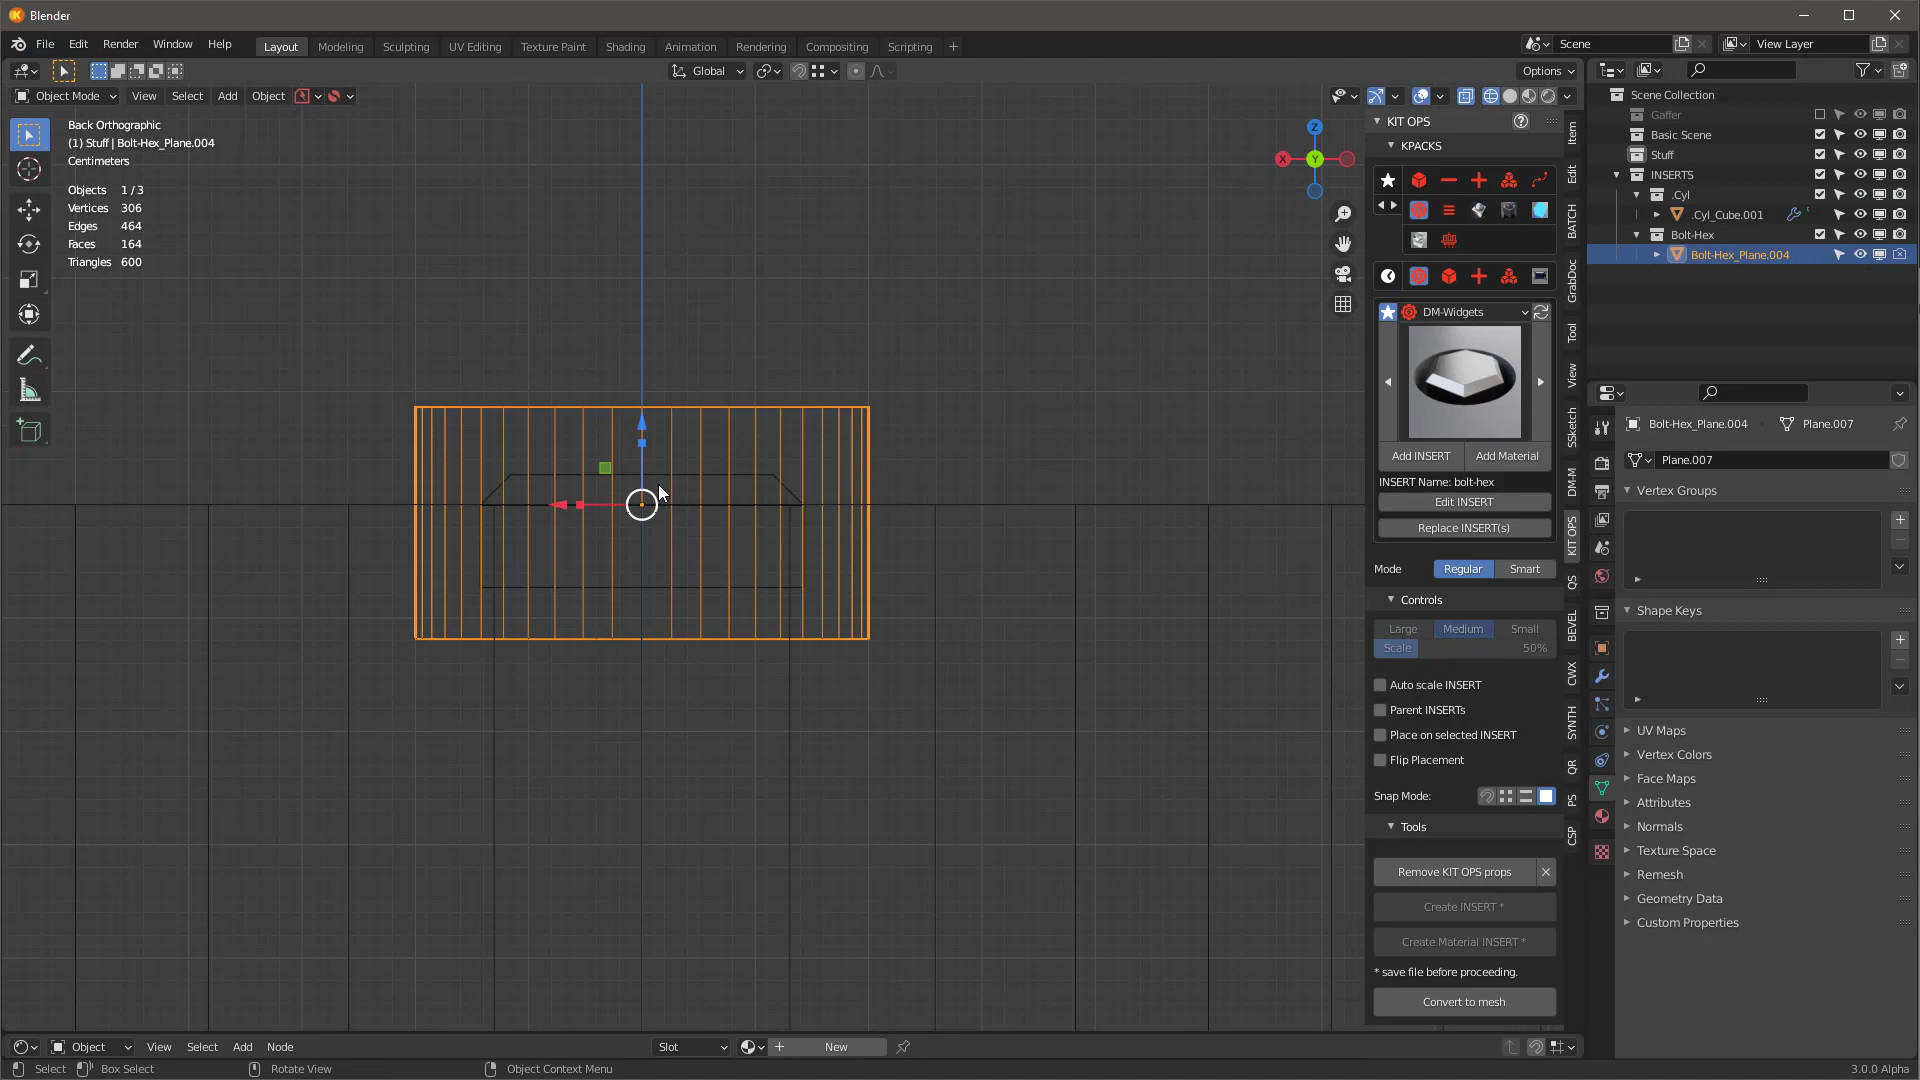 Blender
File Edit Render Window Help
Layout Modeling Sculpting UV Editing Texture Paint Shading Animation Rendering Compositing Scripting +
Scene
View Layer
Global
Options
Object Mode View Select Add Object
Back Orthographic
(1) Stuff | Bolt-Hex_Plane.004
Centimeters
Objects 1 / 3
Vertices 306
Edges 464
Faces 164
Triangles 600
Z
X
Y
KIT OPS
KPACKS
DM-Widgets
Add INSERT Add Material
INSERT Name: bolt-hex
Edit INSERT
Replace INSERT(s)
Mode Regular Smart
Controls
Large Medium Small
Scale 50%
Auto scale INSERT
Parent INSERTs
Place on selected INSERT
Flip Placement
Snap Mode:
Tools
Remove KIT OPS props
Create INSERT *
Create Material INSERT *
* save file before proceeding.
Convert to mesh
Item
Edit
BATCH
GrabDoc
Tool
View
SSketch
DM-M
KIT OPS
QS
BEVEL
CWX
SYNTH
QR
PS
CSP
Scene Collection
Gaffer
Basic Scene
Stuff
INSERTS
.Cyl
.Cyl_Cube.001
Bolt-Hex
Bolt-Hex_Plane.004
Bolt-Hex_Plane.004 Plane.007
Plane.007
Vertex Groups
Shape Keys
UV Maps
Vertex Colors
Face Maps
Attributes
Normals
Texture Space
Remesh
Geometry Data
Custom Properties
Object View Select Add Node
Slot
New
Select Box Select Rotate View Object Context Menu
3.0.0 Alpha